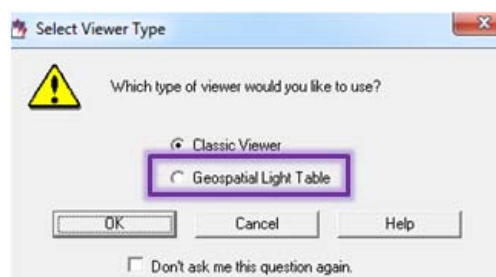 Select Viewer Type
Which type of viewer would you like to use?
Classic Viewer
Geospatial Light Table
OK Cancel Help
Don't ask me this question again.